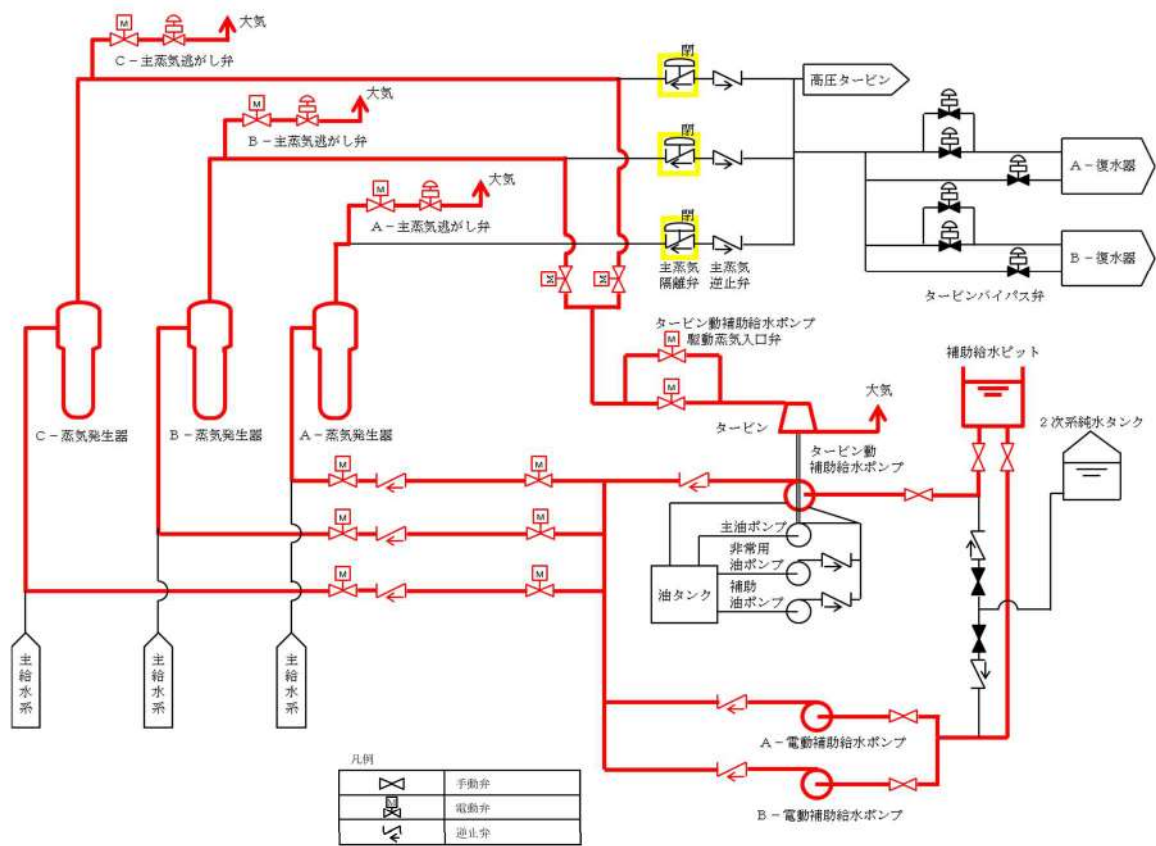 M
大気
C－主蒸気逃がし弁
閉
高圧タービン
M
大気
B－主蒸気逃がし弁
閉
A－復水器
M
大気
A－主蒸気逃がし弁
閉
主蒸気
隔離弁
主蒸気
逆止弁
B－復水器
タービンバイパス弁
M
M
タービン動補助給水ポンプ
駆動蒸気入口弁
M
M
補助給水ピット
大気
タービン
2次系純水タンク
C－蒸気発生器
B－蒸気発生器
A－蒸気発生器
タービン動
補助給水ポンプ
M
M
主油ポンプ
M
M
非常用
油ポンプ
M
M
補助
油ポンプ
油タンク
主給水系
主給水系
主給水系
A－電動補助給水ポンプ
B－電動補助給水ポンプ
凡例
手動弁
M
電動弁
逆止弁